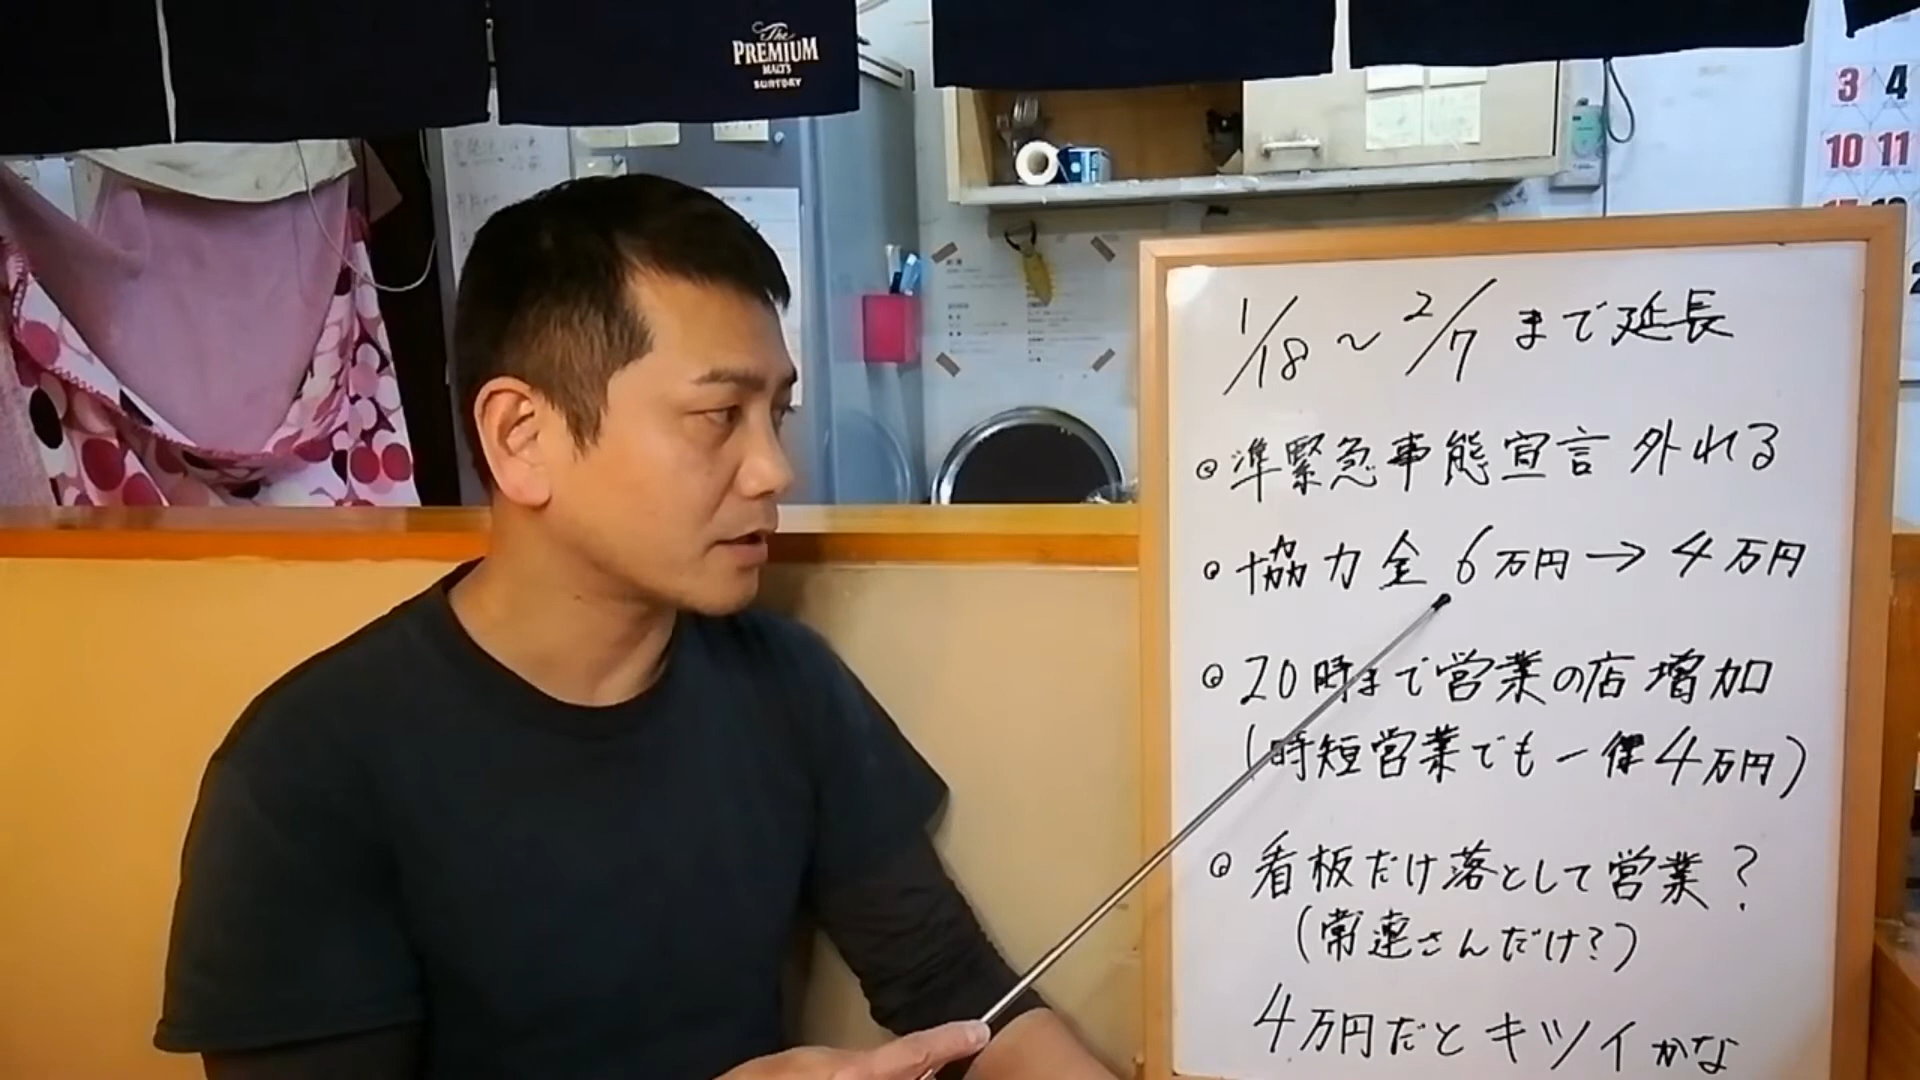 The
PREMIUM
MALT'S
SUNTORY
3 4
10 11
1/18〜2/7まで延長
準緊急事態宣言 外れる
協力金 6万円→4万円
20時まで営業の店増加
(時短営業でも一律4万円)
看板だけ落として営業?
(常連さんだけ?)
4万円だとキツイかな